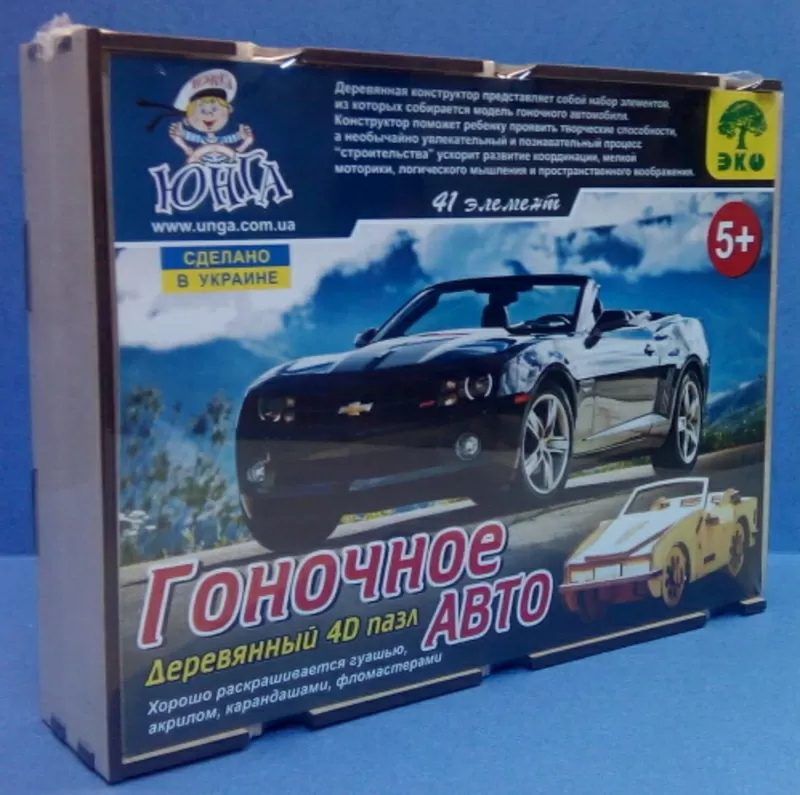 ЮНГА
ЮНГА
www.unga.com.ua
СДЕЛАНО
В УКРАИНЕ
Деревянная конструктор представляет собой набор элементов,
из которых собирается модель гоночного автомобиля.
Конструктор поможет ребенку проявить творческие способности,
а необычайно увлекательный и познавательный процесс
"строительства" ускорит развитие координации, мелкой
моторики, логического мышления и пространственного воображения.
41 элемент
ЭКО
5+
Гоночное
АВТО
Деревянный 4D пазл
Хорошо раскрашивается гуашью,
акрилом, карандашами, фломастерами